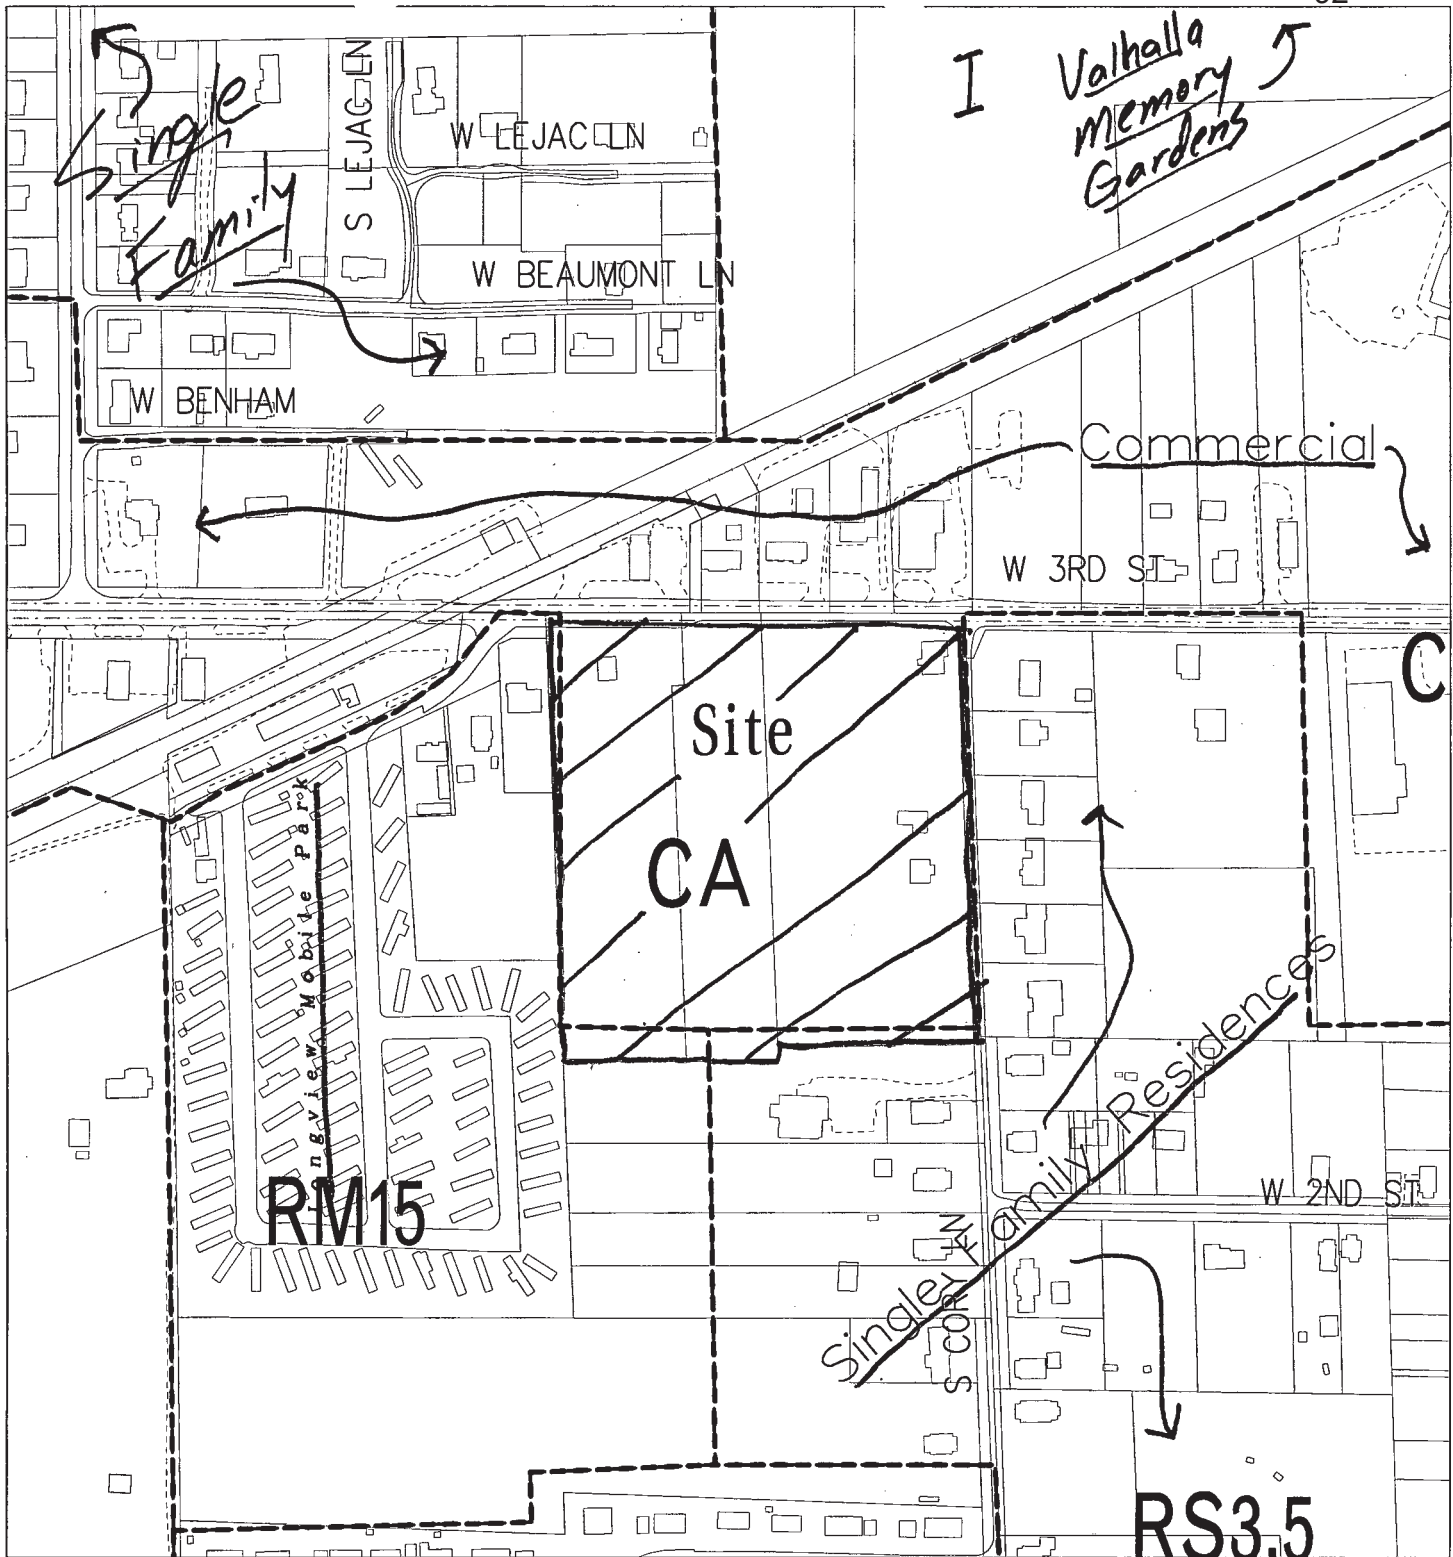 Single
Family
S LEJAC LN
W LEJAC LN
W BEAUMONT LN
W BENHAM
I
Valhalla
Memory
Gardens
Commercial
W 3RD ST
C
Site
CA
Longview Mobile Park
RM15
Single Family Residences
W 2ND ST
S CORY LN
RS3.5